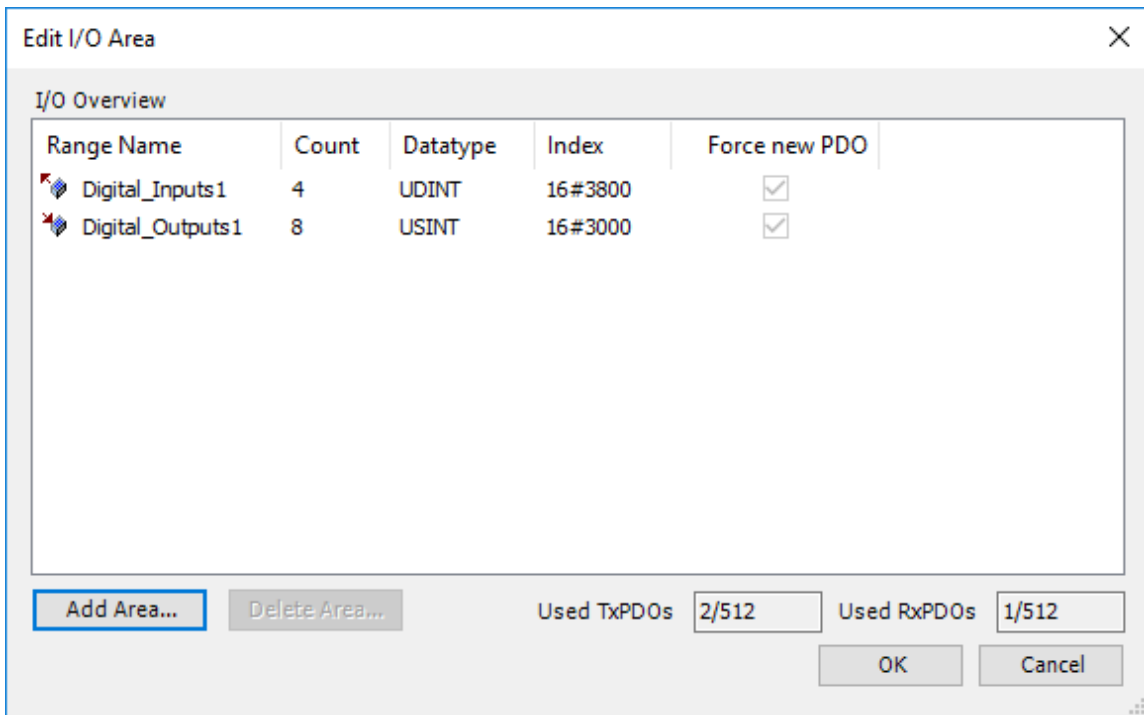 Edit I/O Area
I/O Overview
Range Name Count Datatype Index Force new PDO
Digital_Inputs1 4 UDINT 16#3800
Digital_Outputs1 8 USINT 16#3000
Add Area... Delete Area... Used TxPDOs 2/512 Used RxPDOs 1/512
OK Cancel